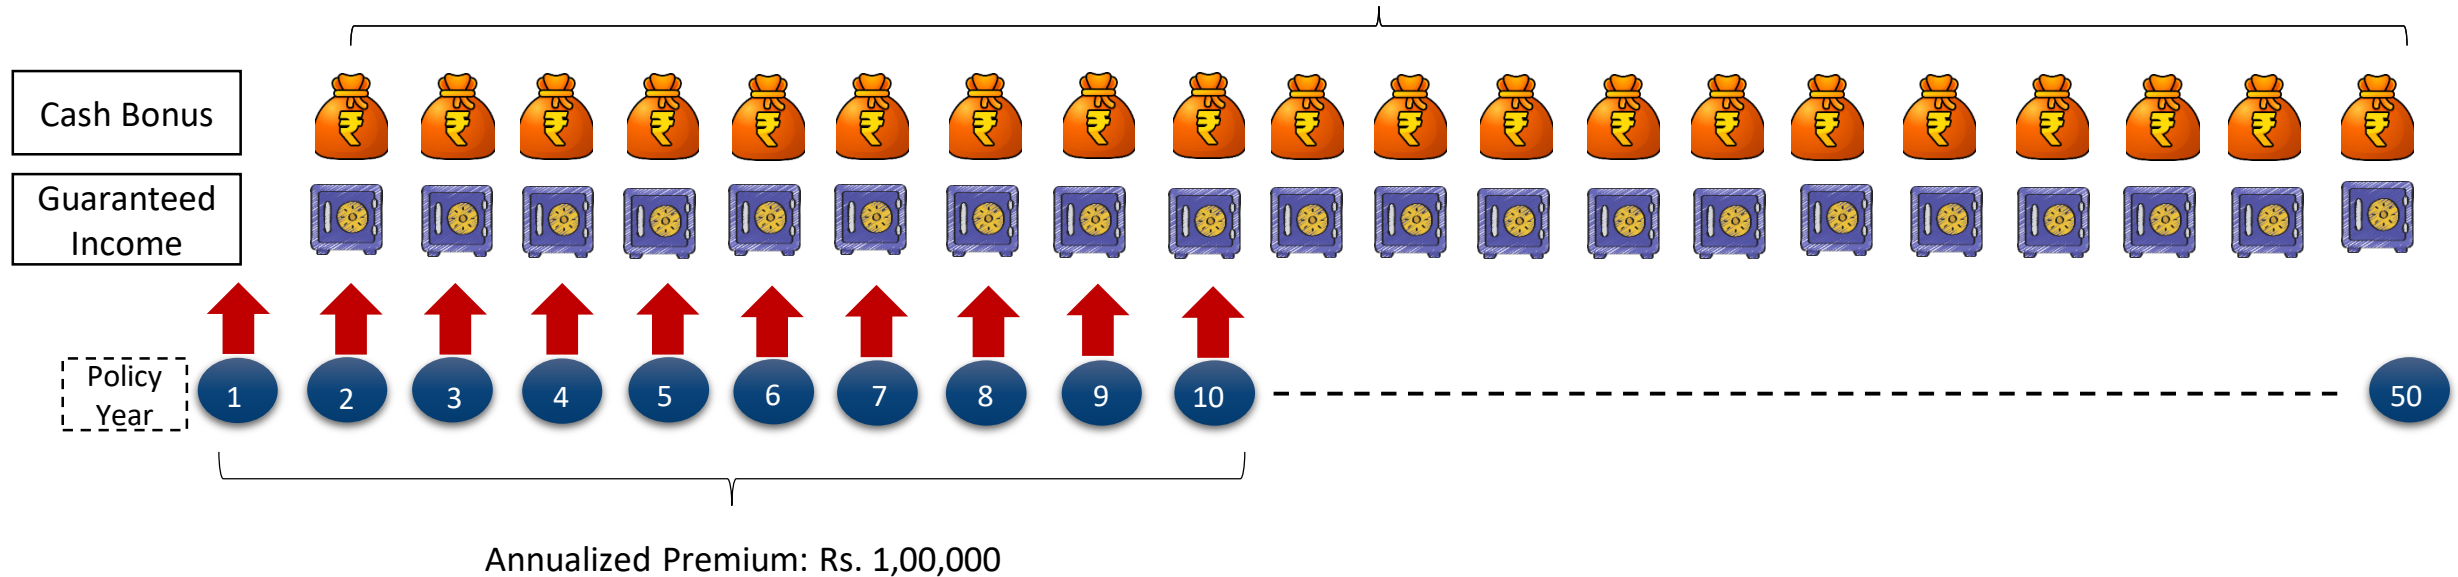 Cash Bonus
₹ ₹ ₹ ₹ ₹ ₹ ₹ ₹ ₹ ₹ ₹ ₹ ₹ ₹ ₹ ₹ ₹ ₹ ₹ ₹
Guaranteed
Income
Policy
Year
1 2 3 4 5 6 7 8 9 10 50
Annualized Premium: Rs. 1,00,000